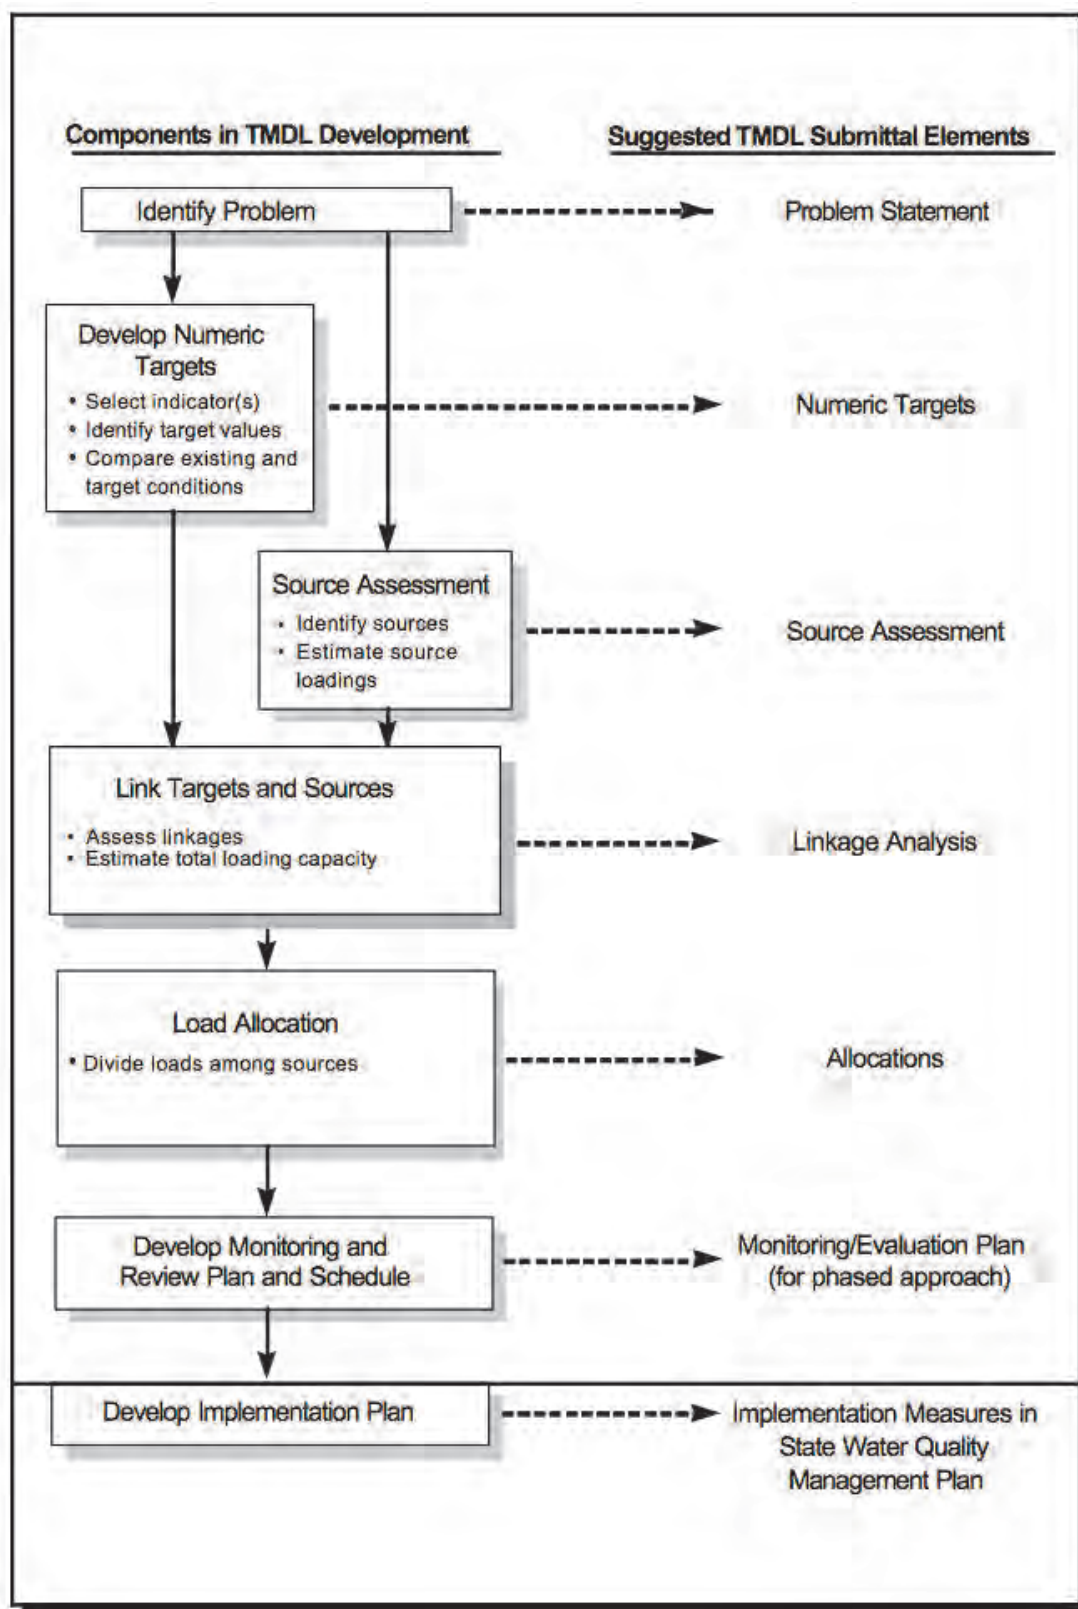 Components in TMDL Development
Suggested TMDL Submittal Elements
Identify Problem
Problem Statement
Develop Numeric
Targets
• Select indicator(s)
• Identify target values
• Compare existing and
target conditions
Numeric Targets
Source Assessment
• Identify sources
• Estimate source
loadings
Source Assessment
Link Targets and Sources
• Assess linkages
• Estimate total loading capacity
Linkage Analysis
Load Allocation
• Divide loads among sources
Allocations
Develop Monitoring and
Review Plan and Schedule
Monitoring/Evaluation Plan
(for phased approach)
Develop Implementation Plan
Implementation Measures in
State Water Quality
Management Plan